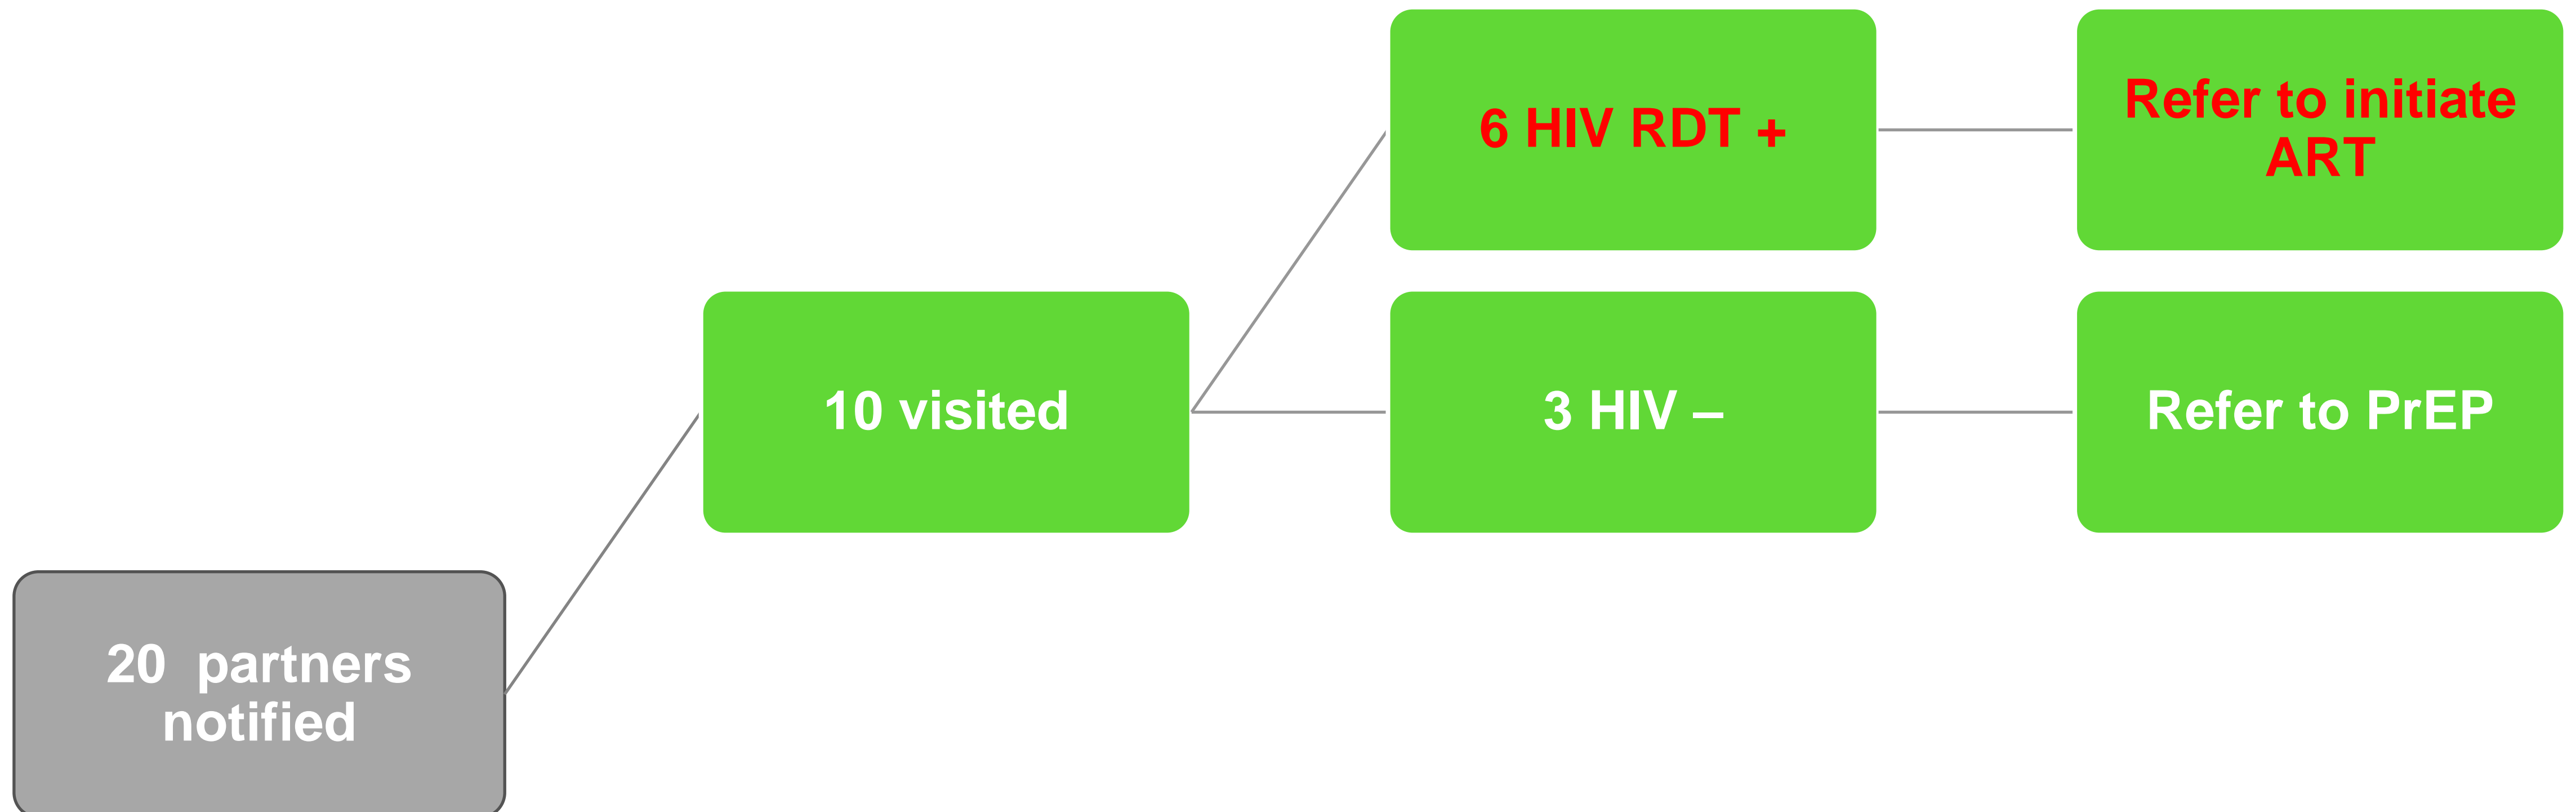 6 HIV RDT +
Refer to initiate
ART
10 visited
3 HIV –
Refer to PrEP
20  partners
notified